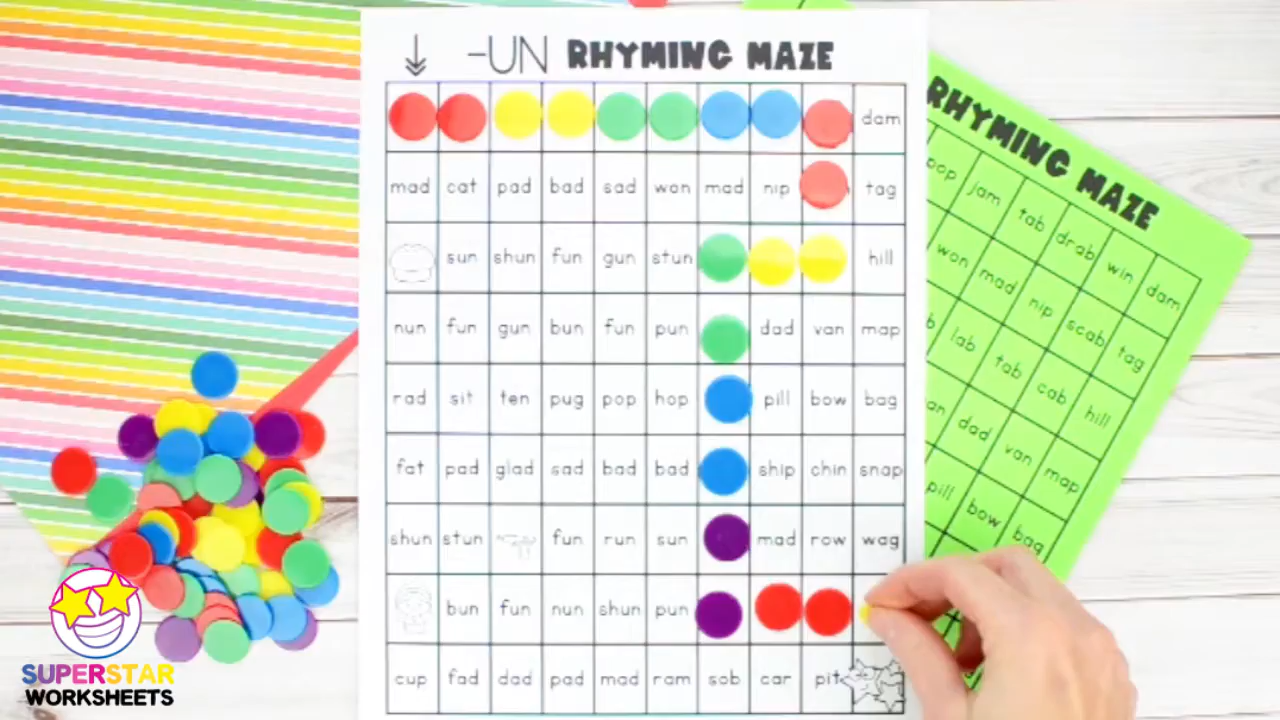 -UN RHYMING MAZE
dam
mad cat pad bad sad won mad nip tag
sun shun fun gun stun hill
nun fun gun bun fun pun dad van map
rad sit ten pug pop hop pill bow bag
fat pad glad sad bad bad ship chin snap
shun stun fun run sun mad row wag
bun fun nun shun pun
cup fad dad pad mad ram sob car pit
RHYMING MAZE
pop jam tab drab win dam
won mad nip scab tag
lab tab cab hill
dad van map
pill bow bag
SUPERSTAR
WORKSHEETS